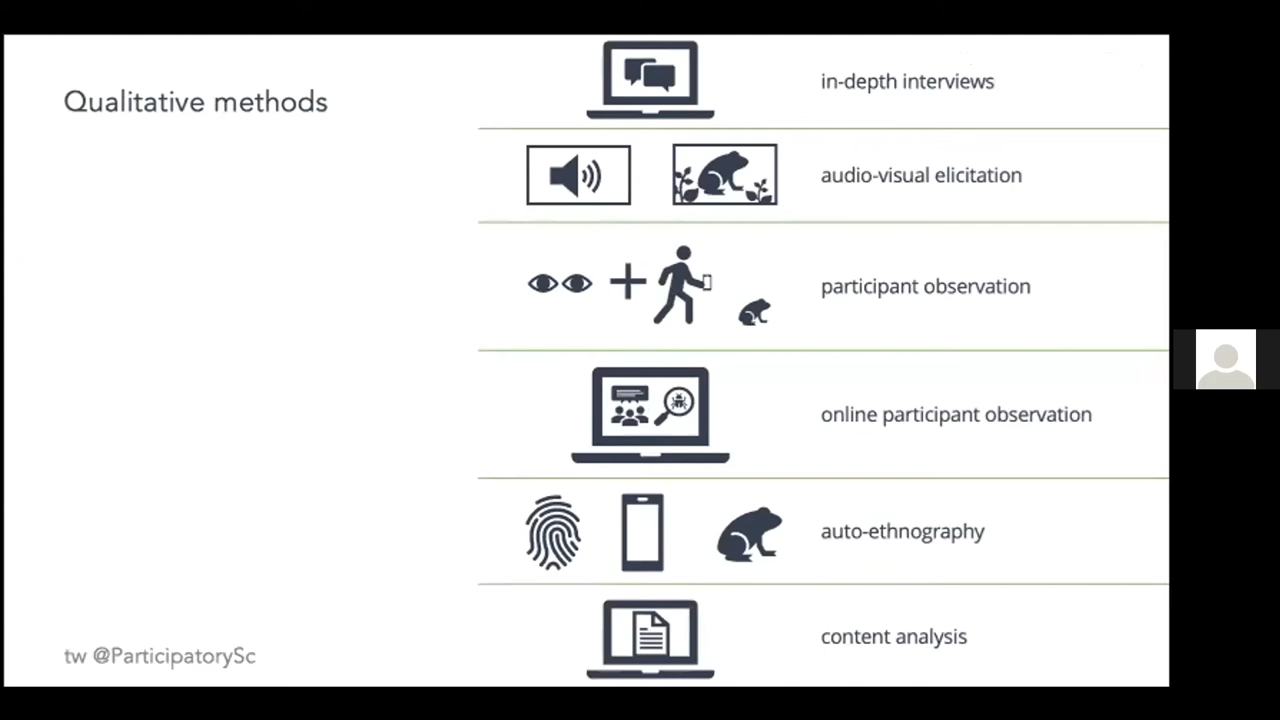 Qualitative methods
in-depth interviews
audio-visual elicitation
participant observation
online participant observation
auto-ethnography
content analysis
tw @ParticipatorySc